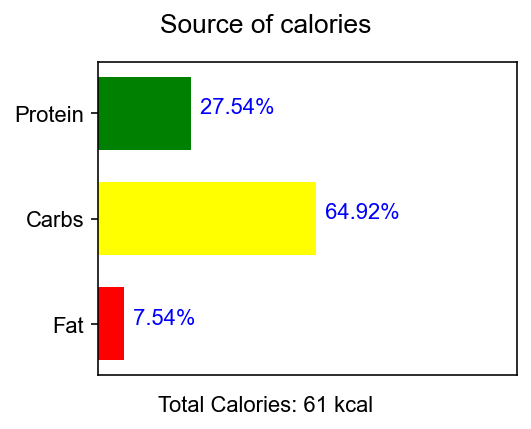 Source of calories
Protein
27.54%
Carbs
64.92%
Fat
7.54%
Total Calories: 61 kcal